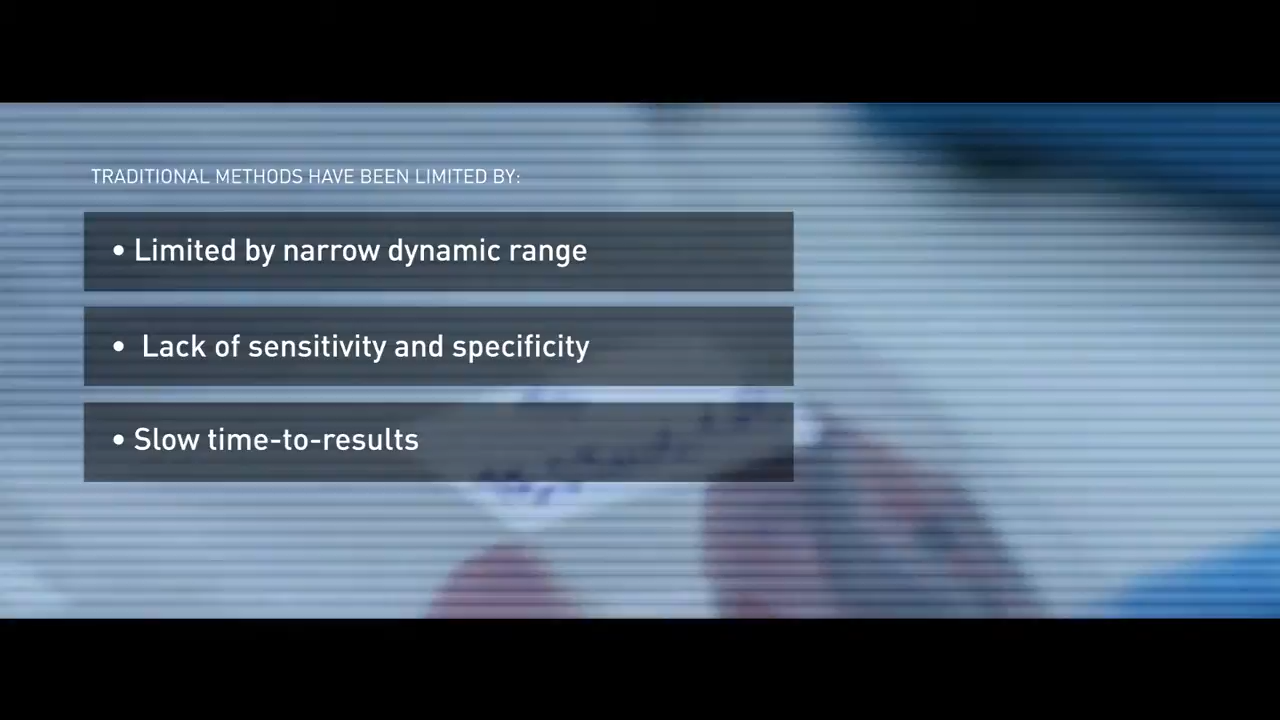 TRADITIONAL METHODS HAVE BEEN LIMITED BY:
• Limited by narrow dynamic range
• Lack of sensitivity and specificity
• Slow time-to-results